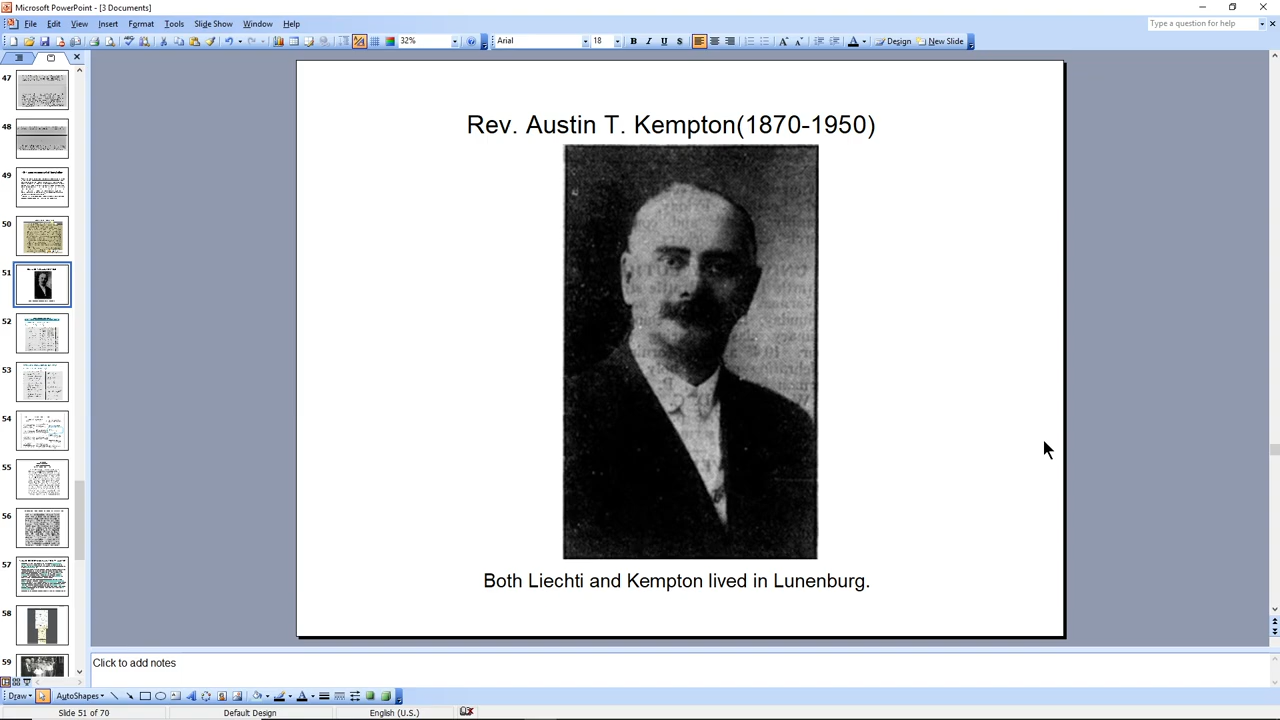 Microsoft PowerPoint - [3 Documents]
File Edit View Insert Format Tools Slide Show Window Help
Type a question for help
32%
Arial
18
B I U S
Design
New Slide
47
48
49
50
51
52
53
54
55
56
57
58
59
Rev. Austin T. Kempton(1870-1950)
Both Liechti and Kempton lived in Lunenburg.
Click to add notes
Draw
AutoShapes
Slide 51 of 70
Default Design
English (U.S.)